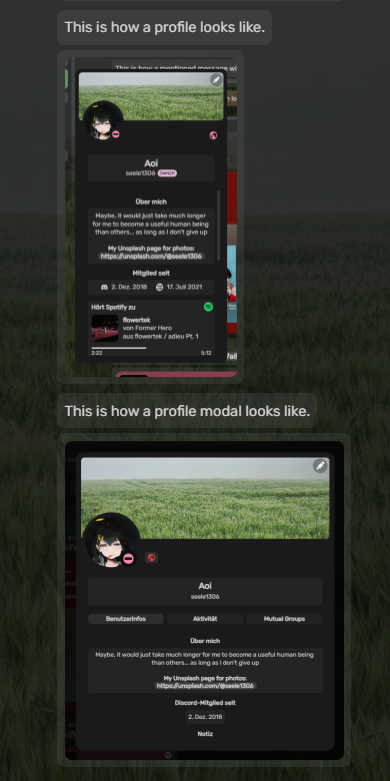 This is how a profile looks like.
This is how a mentioned message wi
Aoi
seele1306 OWNER
Über mich
Maybe, it would just take much longer
for me to become a useful human being
than others... as long as I don't give up
My Unsplash page for photos:
https://unsplash.com/@seele1306
Mitglied seit
2. Dez. 2018 17. Juli 2021
Hört Spotify zu
flowertek
von Former Hero
aus flowertek / adieu Pt. 1
2:22 5:12
This is how a profile modal looks like.
Aoi
seele1306
Benutzerinfos Aktivität Mutual Groups
Über mich
Maybe, it would just take much longer for me to become a useful human being
than others... as long as I don't give up
My Unsplash page for photos:
https://unsplash.com/@seele1306
Discord-Mitglied seit
2. Dez. 2018
Notiz